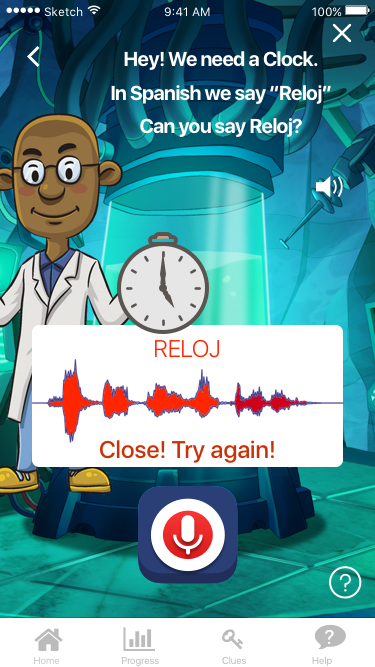 Sketch 9:41 AM 100%
Hey! We need a Clock.
In Spanish we say “Reloj”
Can you say Reloj?
RELOJ
Close! Try again!
?
?
Home Progress Clues Help